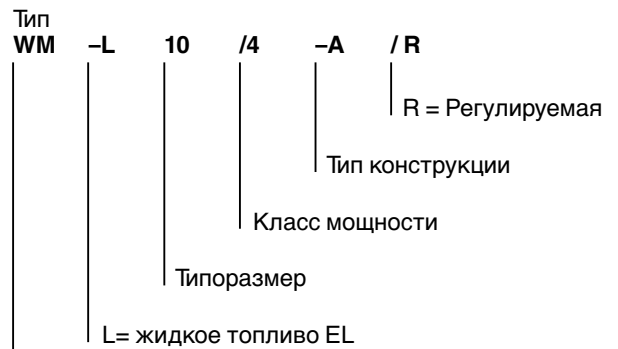 Тип
WM –L 10 /4 –A / R
R = Регулируемая
Тип конструкции
Класс мощности
Типоразмер
L= жидкое топливо EL